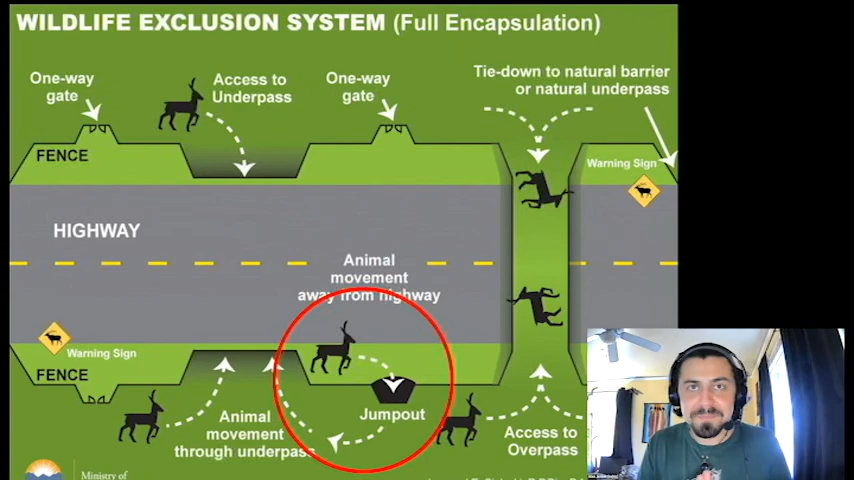 WILDLIFE EXCLUSION SYSTEM (Full Encapsulation)
One-way
gate
Access to
Underpass
One-way
gate
Tie-down to natural barrier
or natural underpass
FENCE
Warning Sign
HIGHWAY
Animal
movement
away from highway
Warning Sign
FENCE
Jumpout
Animal
movement
through underpass
Access to
Overpass
Ministry of